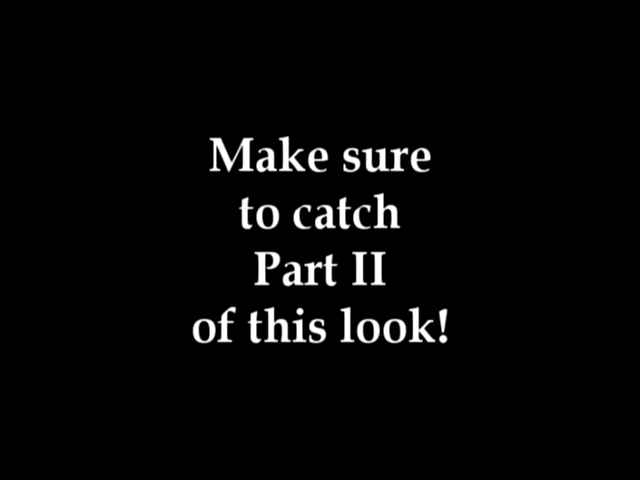 Make sure
to catch
Part II
of this look!